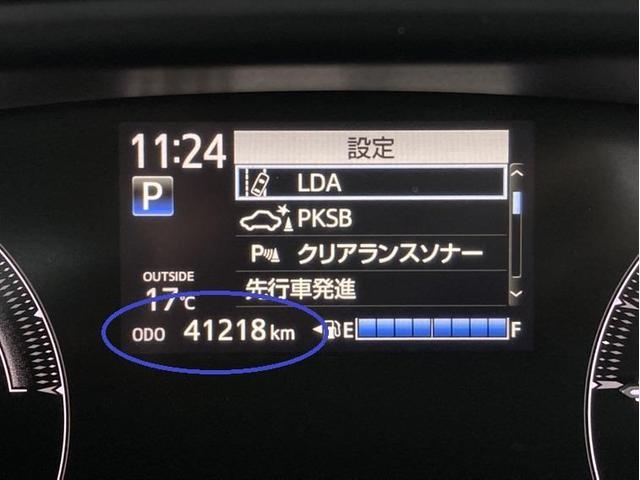 11:24
設定
P
LDA
PKSB
P クリアランスソナー
先行車発進
OUTSIDE
17℃
ODO 41218 km
E F